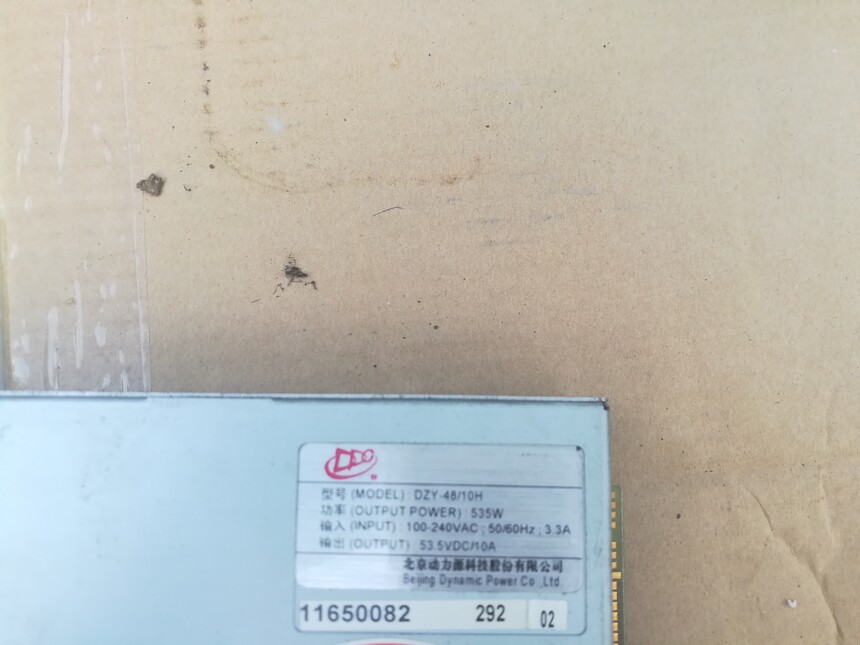 型号 (MODEL) : DZY-48/10H
功率 (OUTPUT POWER) : 535W
输入 (INPUT) : 100-240VAC ; 50/60Hz ; 3.3A
输出 (OUTPUT) : 53.5VDC/10A
北京动力源科技股份有限公司
Beijing Dynamic Power Co.,Ltd.
11650082 292 02